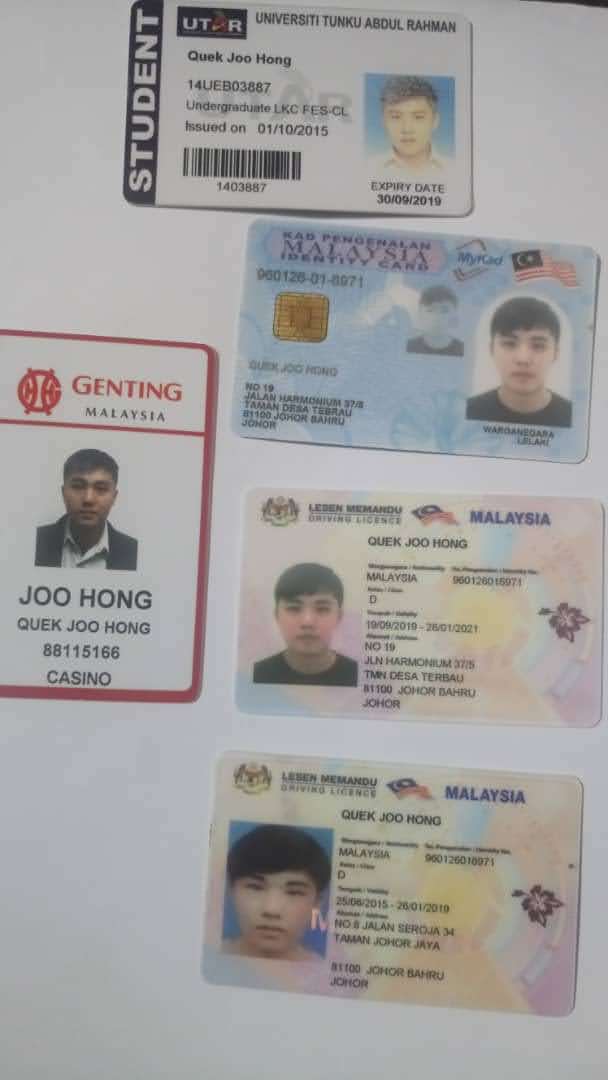 STUDENT
UTAR UNIVERSITI TUNKU ABDUL RAHMAN
Quek Joo Hong
14UEB03887
Undergraduate LKC FES-CL
Issued on 01/10/2015
1403887
EXPIRY DATE
30/09/2019
KAD PENGENALAN
MALAYSIA
IDENTITY CARD
MyKad
960126-01-6971
QUEK JOO HONG
NO 19
JALAN HARMONIUM 37/5
TAMAN DESA TEBRAU
81100 JOHOR BAHRU
JOHOR
WARGANEGARA
LELAKI
GENTING
MALAYSIA
JOO HONG
QUEK JOO HONG
88115166
CASINO
LESEN MEMANDU
DRIVING LICENCE
MALAYSIA
QUEK JOO HONG
Warganegara / Nationality No. Pengenalan / Identity No.
MALAYSIA 960126016971
Kelas / Class
D
Tempoh / Validity
19/09/2019 - 26/01/2021
Alamat / Address
NO 19
JLN HARMONIUM 37/5
TMN DESA TERBAU
81100 JOHOR BAHRU
JOHOR
LESEN MEMANDU
DRIVING LICENCE
MALAYSIA
QUEK JOO HONG
Warganegara / Nationality No. Pengenalan / Identity No.
MALAYSIA 960126016971
Kelas / Class
D
Tempoh / Validity
25/06/2015 - 26/01/2019
Alamat / Address
NO 8 JALAN SEROJA 34
TAMAN JOHOR JAYA
81100 JOHOR BAHRU
JOHOR